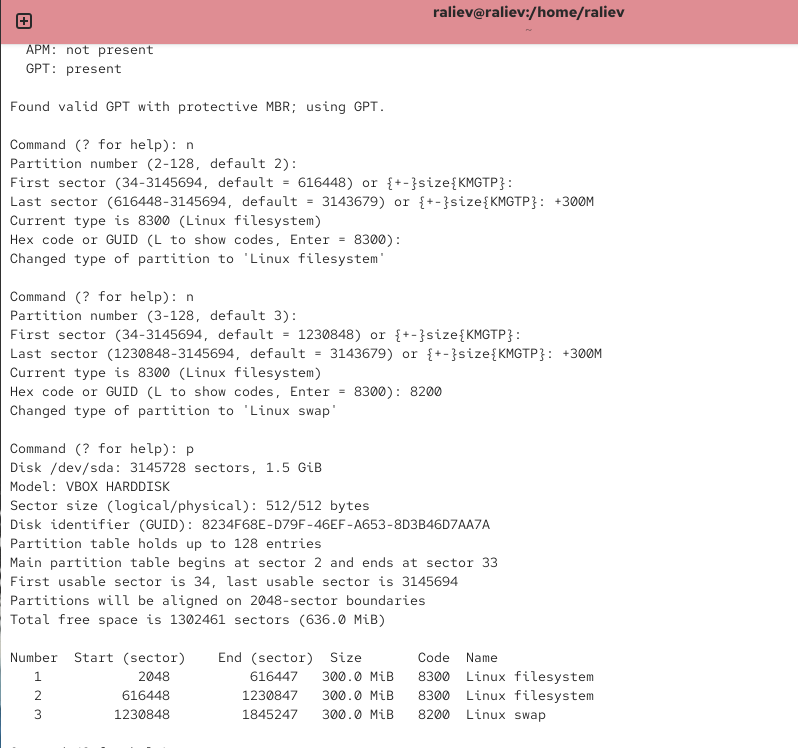 raliev@raliev:/home/raliev
~
APM: not present
GPT: present
Found valid GPT with protective MBR; using GPT.
Command (? for help): n
Partition number (2-128, default 2):
First sector (34-3145694, default = 616448) or {+-}size{KMGTP}:
Last sector (616448-3145694, default = 3143679) or {+-}size{KMGTP}: +300M
Current type is 8300 (Linux filesystem)
Hex code or GUID (L to show codes, Enter = 8300):
Changed type of partition to 'Linux filesystem'
Command (? for help): n
Partition number (3-128, default 3):
First sector (34-3145694, default = 1230848) or {+-}size{KMGTP}:
Last sector (1230848-3145694, default = 3143679) or {+-}size{KMGTP}: +300M
Current type is 8300 (Linux filesystem)
Hex code or GUID (L to show codes, Enter = 8300): 8200
Changed type of partition to 'Linux swap'
Command (? for help): p
Disk /dev/sda: 3145728 sectors, 1.5 GiB
Model: VBOX HARDDISK
Sector size (logical/physical): 512/512 bytes
Disk identifier (GUID): 8234F68E-D79F-46EF-A653-8D3B46D7AA7A
Partition table holds up to 128 entries
Main partition table begins at sector 2 and ends at sector 33
First usable sector is 34, last usable sector is 3145694
Partitions will be aligned on 2048-sector boundaries
Total free space is 1302461 sectors (636.0 MiB)
Number  Start (sector)    End (sector)  Size       Code  Name
   1            2048          616447   300.0 MiB   8300  Linux filesystem
   2          616448         1230847   300.0 MiB   8300  Linux filesystem
   3         1230848         1845247   300.0 MiB   8200  Linux swap